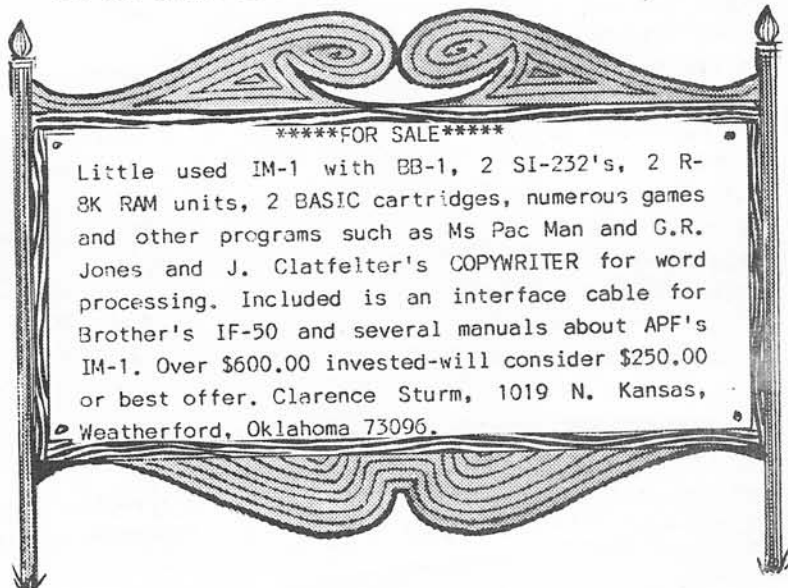 *****FOR SALE*****
Little used IM-1 with BB-1, 2 SI-232's, 2 R-
8K RAM units, 2 BASIC cartridges, numerous games
and other programs such as Ms Pac Man and G.R.
Jones and J. Clatfelter's COPYWRITER for word
processing. Included is an interface cable for
Brother's IF-50 and several manuals about APF's
IM-1. Over $600.00 invested-will consider $250.00
or best offer. Clarence Sturm, 1019 N. Kansas,
Weatherford, Oklahoma 73096.